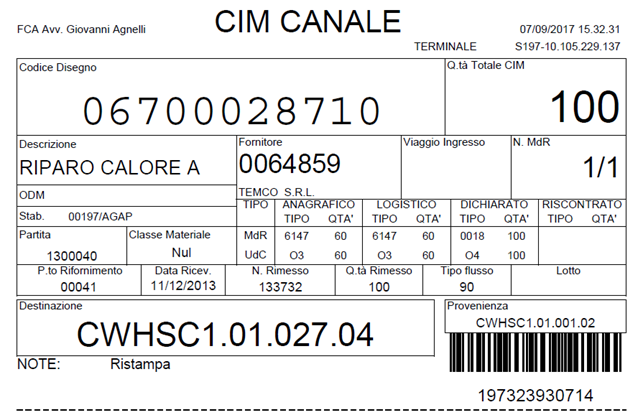 FCA Avv. Giovanni Agnelli
CIM CANALE
07/09/2017 15.32.31
TERMINALE S197-10.105.229.137
Codice Disegno
06700028710
Q.tà Totale CIM
100
Descrizione
RIPARO CALORE A
Fornitore
0064859
TEMCO S.R.L.
Viaggio Ingresso
N. MdR
1/1
ODM
Stab. 00197/AGAP
TIPO ANAGRAFICO LOGISTICO DICHIARATO RISCONTRATO
TIPO QTA' TIPO QTA' TIPO QTA' TIPO QTA'
MdR 6147 60 6147 60 0018 100
UdC O3 60 O3 60 O4 100
Partita
1300040
Classe Materiale
Nul
P.to Rifornimento
00041
Data Ricev.
11/12/2013
N. Rimesso
133732
Q.tà Rimesso
100
Tipo flusso
90
Lotto
Destinazione
CWHSC1.01.027.04
Provenienza
CWHSC1.01.001.02
NOTE: Ristampa
197323930714